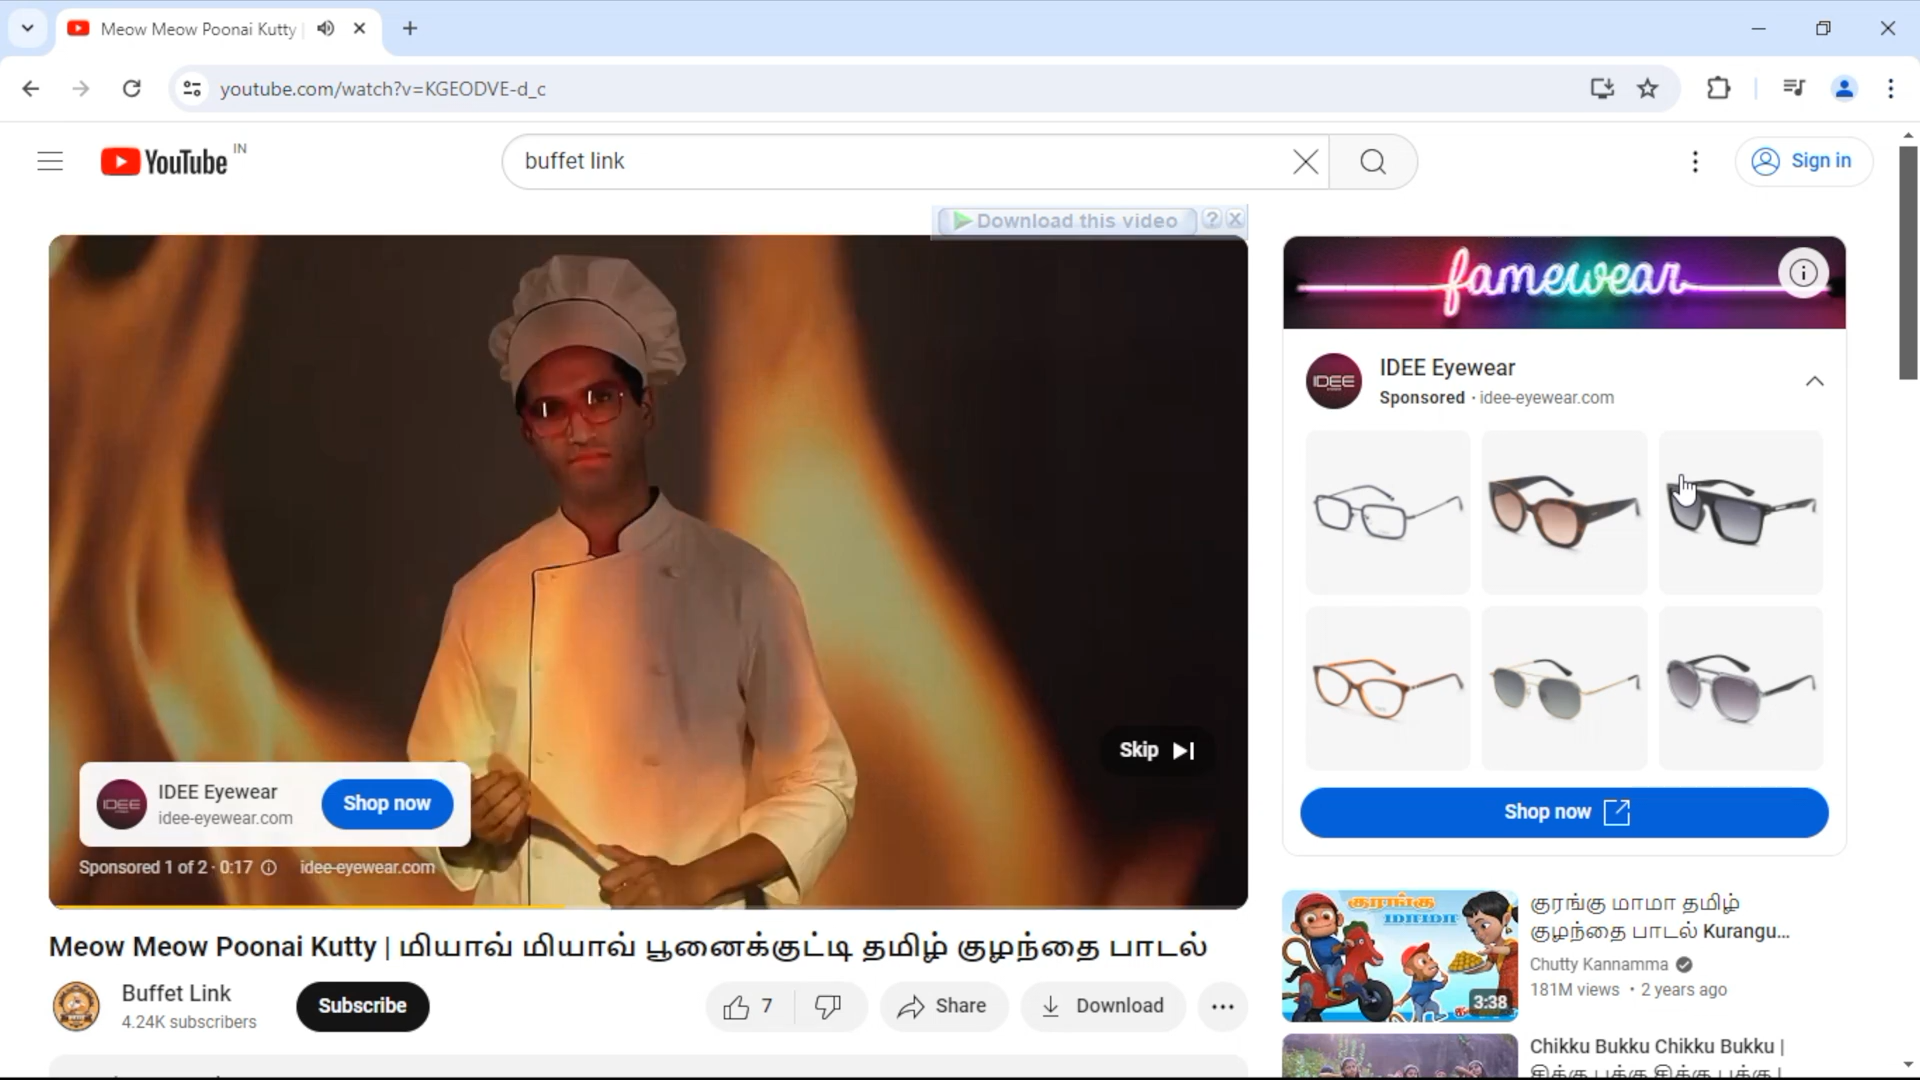 Meow Meow Poonai Kutty
youtube.com/watch?v=KGEODVE-d_c
YouTube IN
buffet link
Sign in
Download this video ?
famewear
IDEE Eyewear
Sponsored · idee-eyewear.com
IDEE
Skip
IDEE
IDEE Eyewear
idee-eyewear.com
Shop now
Sponsored 1 of 2 · 0:17 idee-eyewear.com
Shop now
Meow Meow Poonai Kutty | மியாவ் மியாவ் பூனைக்குட்டி தமிழ் குழந்தை பாடல்
Buffet Link
4.24K subscribers
Subscribe
7
Share
Download
குரங்கு
மாமா
3:38
குரங்கு மாமா தமிழ்
குழந்தை பாடல் Kurangu...
Chutty Kannamma
181M views • 2 years ago
Chikku Bukku Chikku Bukku |
சிக்கு புக்கு சிக்கு புக்கு |